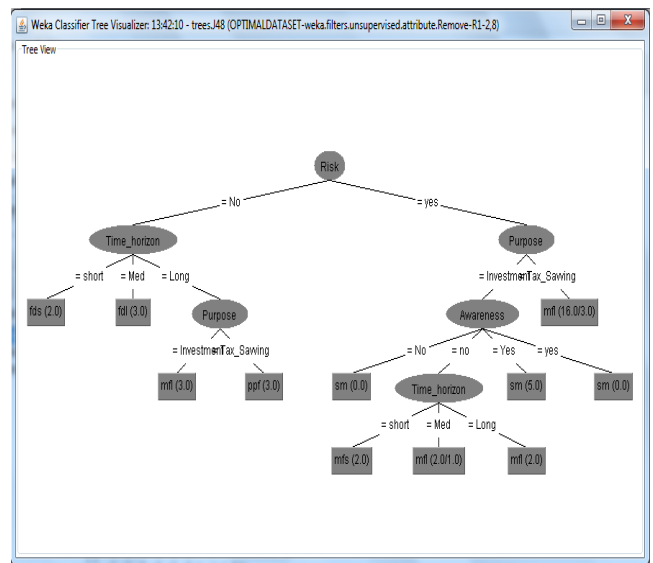 Weka Classifier Tree Visualizer: 13:42:10 - trees.J48 (OPTIMALDATASET-weka.filters.unsupervised.attribute.Remove-R1-2,8)
Tree View
Risk
= No
= yes
Time_horizon
Purpose
= short
= Med
= Long
= Investment
= Tax_Sawing
fds (2.0)
fdl (3.0)
Purpose
Awareness
mfl (16.0/3.0)
= Investment
= Tax_Sawing
= No
= no
= Yes
= yes
mfl (3.0)
ppf (3.0)
sm (0.0)
Time_horizon
sm (5.0)
sm (0.0)
= short
= Med
= Long
mfs (2.0)
mfl (2.0/1.0)
mfl (2.0)